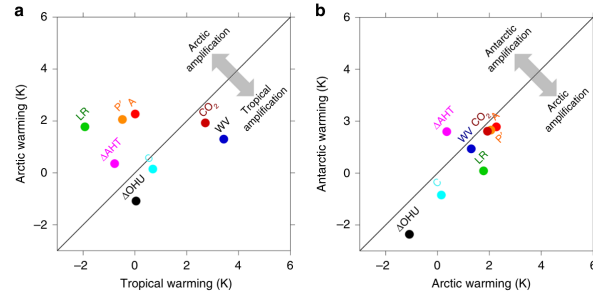 a
6
4
2
0
−2
Arctic warming (K)
−2
0
2
4
6
Tropical warming (K)
Arctic
amplification
Tropical
amplification
LR
P'
A
CO2
WV
ΔAHT
C
ΔOHU
b
6
4
2
0
−2
Antarctic warming (K)
−2
0
2
4
6
Arctic warming (K)
Antarctic
amplification
Arctic
amplification
ΔAHT
WV
CO2
A
P'
LR
C
ΔOHU